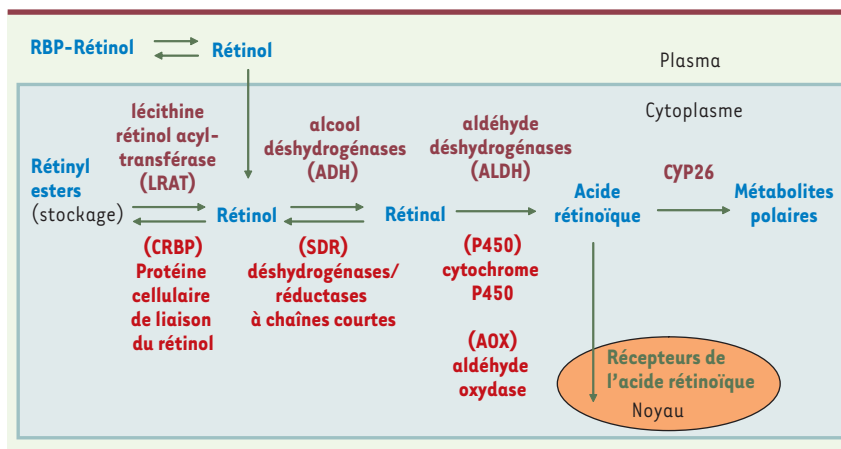 RBP-Rétinol
Rétinol
Plasma
Cytoplasme
lécithine
rétinol acyl-
transférase
(LRAT)
alcool
déshydrogénases
(ADH)
aldéhyde
déshydrogénases
(ALDH)
CYP26
Rétinyl
esters
(stockage)
Rétinol
Rétinal
Acide
rétinoïque
Métabolites
polaires
(CRBP)
Protéine
cellulaire
de liaison
du rétinol
(SDR)
déshydrogénases/
réductases
à chaînes courtes
(P450)
cytochrome
P450
(AOX)
aldéhyde
oxydase
Récepteurs de
l'acide rétinoïque
Noyau